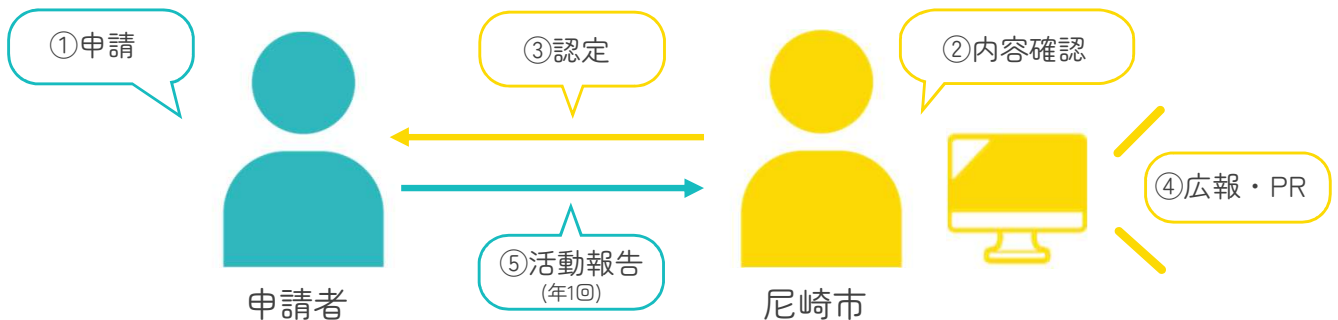 ①申請
③認定
②内容確認
④広報・PR
⑤活動報告
(年1回)
申請者
尼崎市